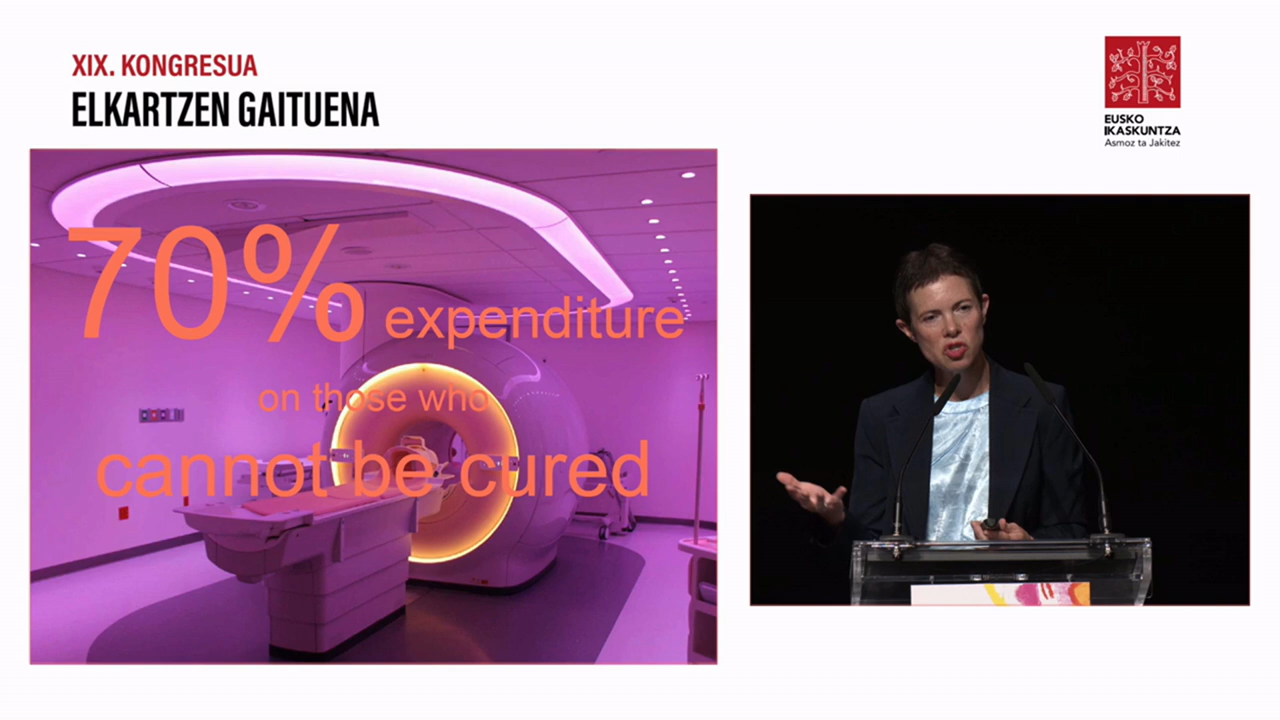 XIX. KONGRESUA
ELKARTZEN GAITUENA
EUSKO
IKASKUNTZA
Asmoz ta Jakitez
70% expenditure
on those who
cannot be cured